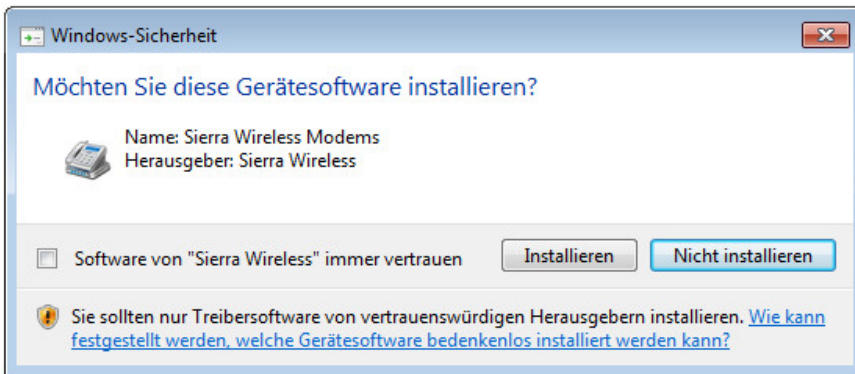 Windows-Sicherheit
Möchten Sie diese Gerätesoftware installieren?
Name: Sierra Wireless Modems
Herausgeber: Sierra Wireless
Software von "Sierra Wireless" immer vertrauen
Installieren
Nicht installieren
Sie sollten nur Treibersoftware von vertrauenswürdigen Herausgebern installieren. Wie kann
festgestellt werden, welche Gerätesoftware bedenkenlos installiert werden kann?